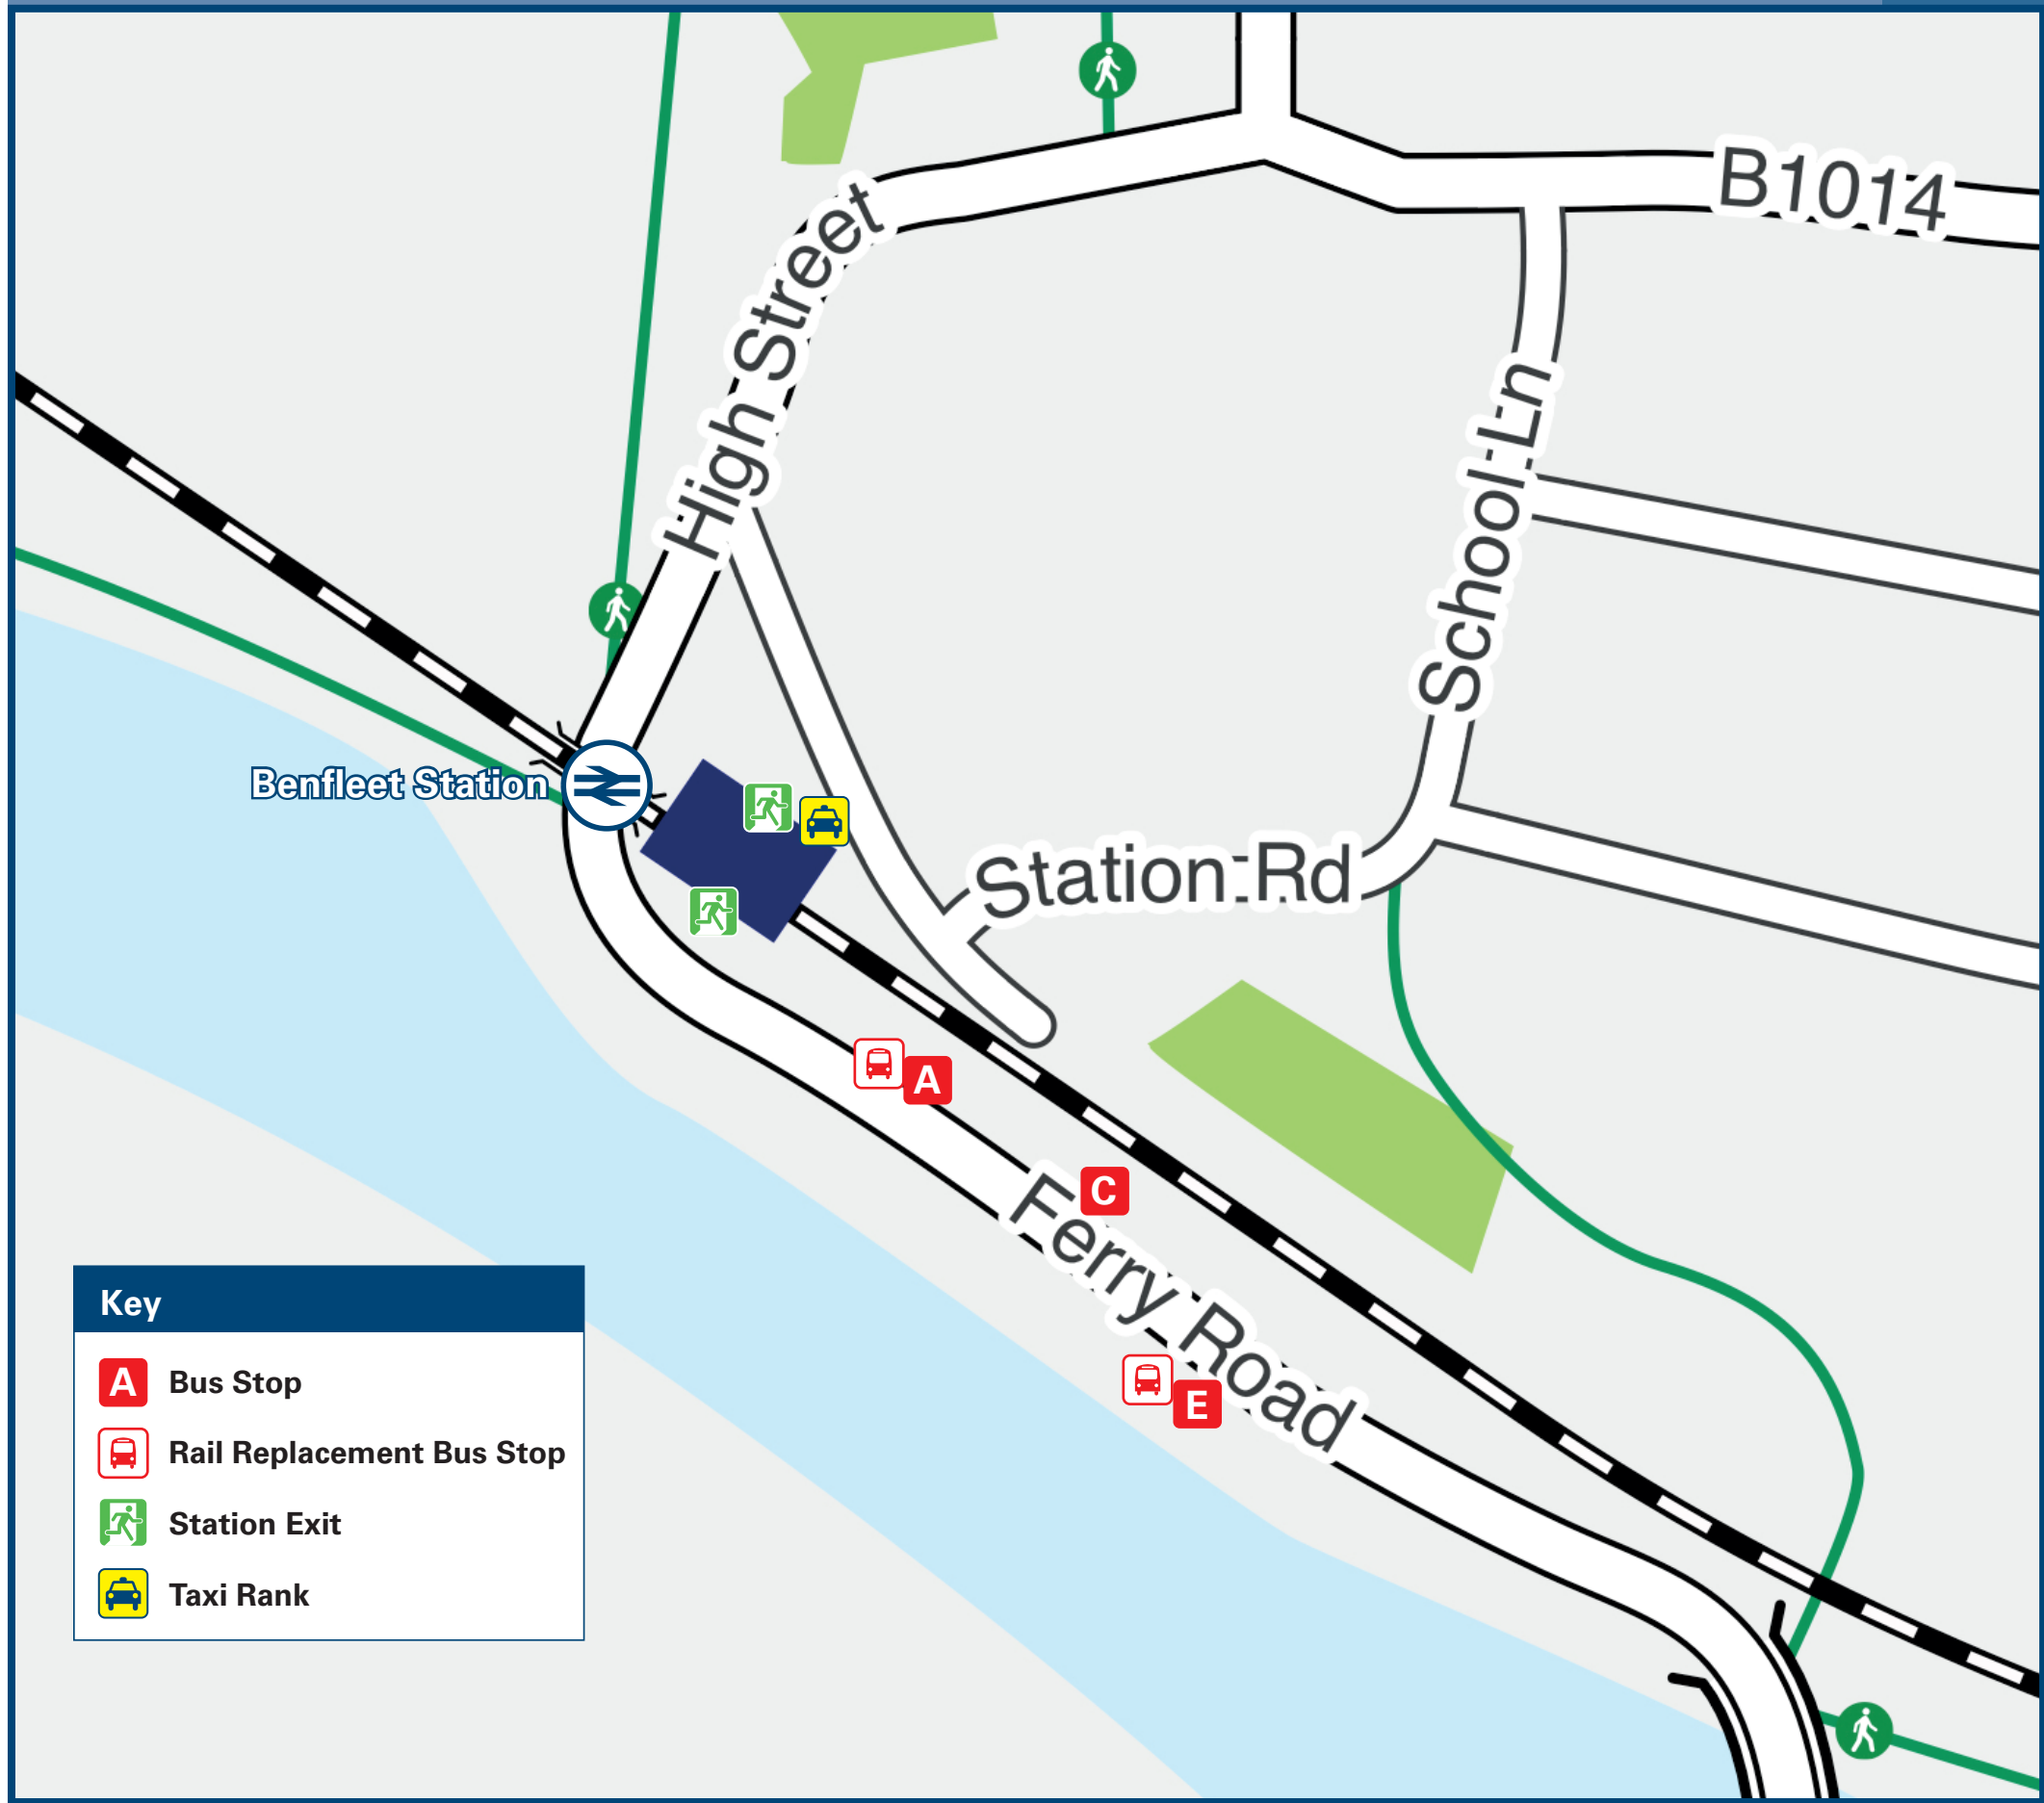 B1014
High Street
School Ln
Benfleet Station
Station Rd
A
C
Ferry Road
E
Key
A Bus Stop
Rail Replacement Bus Stop
Station Exit
Taxi Rank